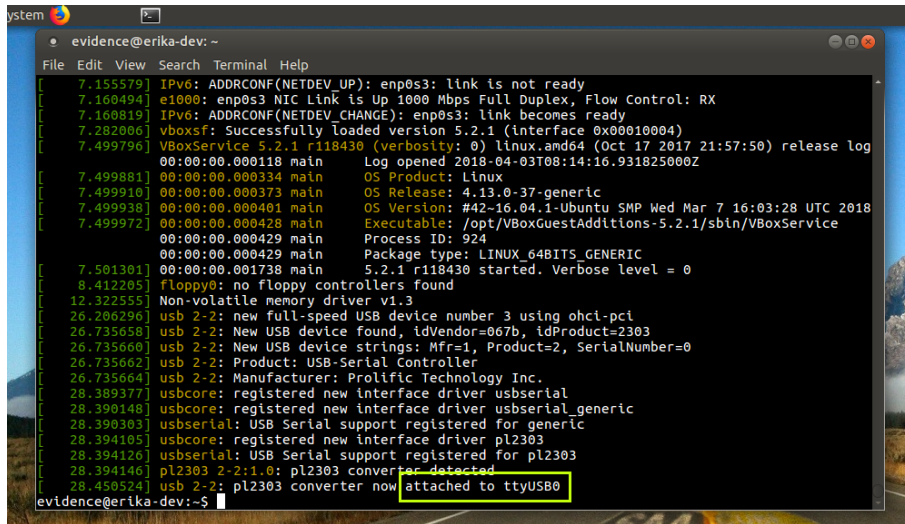 ystem
evidence@erika-dev: ~
File Edit View Search Terminal Help
[    7.155579] IPv6: ADDRCONF(NETDEV_UP): enp0s3: link is not ready
[    7.160494] e1000: enp0s3 NIC Link is Up 1000 Mbps Full Duplex, Flow Control: RX
[    7.160819] IPv6: ADDRCONF(NETDEV_CHANGE): enp0s3: link becomes ready
[    7.282006] vboxsf: Successfully loaded version 5.2.1 (interface 0x00010004)
[    7.499796] VBoxService 5.2.1 r118430 (verbosity: 0) linux.amd64 (Oct 17 2017 21:57:50) release log
00:00:00.000118 main     Log opened 2018-04-03T08:14:16.931825000Z
[    7.499881] 00:00:00.000334 main     OS Product: Linux
[    7.499910] 00:00:00.000373 main     OS Release: 4.13.0-37-generic
[    7.499938] 00:00:00.000401 main     OS Version: #42~16.04.1-Ubuntu SMP Wed Mar 7 16:03:28 UTC 2018
[    7.499972] 00:00:00.000428 main     Executable: /opt/VBoxGuestAdditions-5.2.1/sbin/VBoxService
00:00:00.000429 main     Process ID: 924
00:00:00.000429 main     Package type: LINUX_64BITS_GENERIC
[    7.501301] 00:00:00.001738 main     5.2.1 r118430 started. Verbose level = 0
[    8.412205] floppy0: no floppy controllers found
[   12.322555] Non-volatile memory driver v1.3
[   26.206296] usb 2-2: new full-speed USB device number 3 using ohci-pci
[   26.735658] usb 2-2: New USB device found, idVendor=067b, idProduct=2303
[   26.735660] usb 2-2: New USB device strings: Mfr=1, Product=2, SerialNumber=0
[   26.735662] usb 2-2: Product: USB-Serial Controller
[   26.735664] usb 2-2: Manufacturer: Prolific Technology Inc.
[   28.389377] usbcore: registered new interface driver usbserial
[   28.390148] usbcore: registered new interface driver usbserial_generic
[   28.390303] usbserial: USB Serial support registered for generic
[   28.394105] usbcore: registered new interface driver pl2303
[   28.394126] usbserial: USB Serial support registered for pl2303
[   28.394146] pl2303 2-2:1.0: pl2303 converter detected
[   28.450524] usb 2-2: pl2303 converter now attached to ttyUSB0
evidence@erika-dev:~$